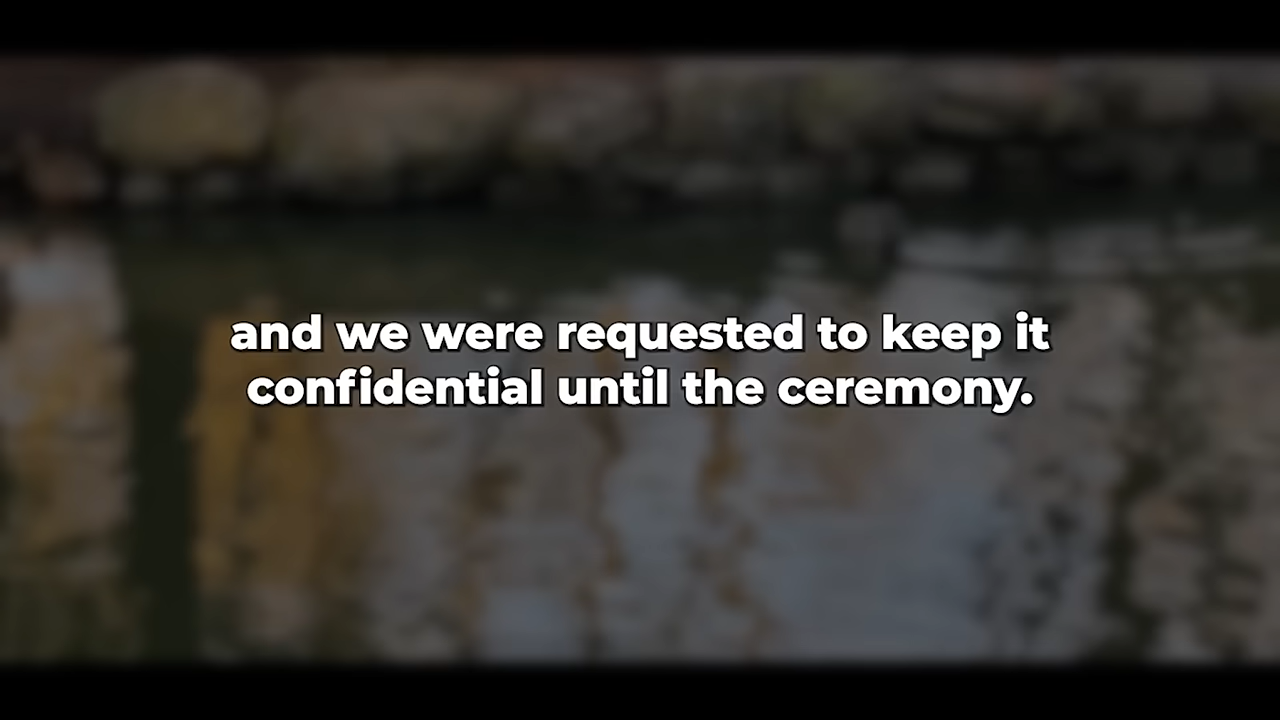 and we were requested to keep it
confidential until the ceremony.